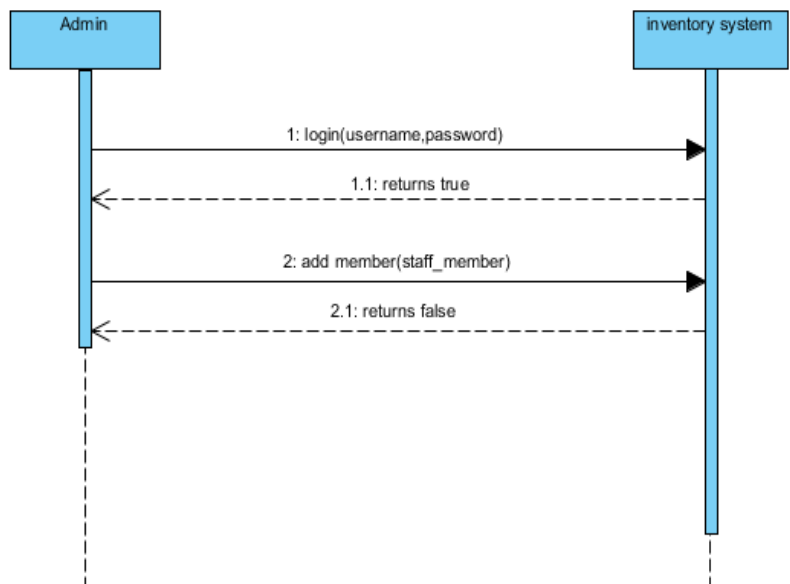 Admin
inventory system
1: login(username,password)
1.1: returns true
2: add member(staff_member)
2.1: returns false